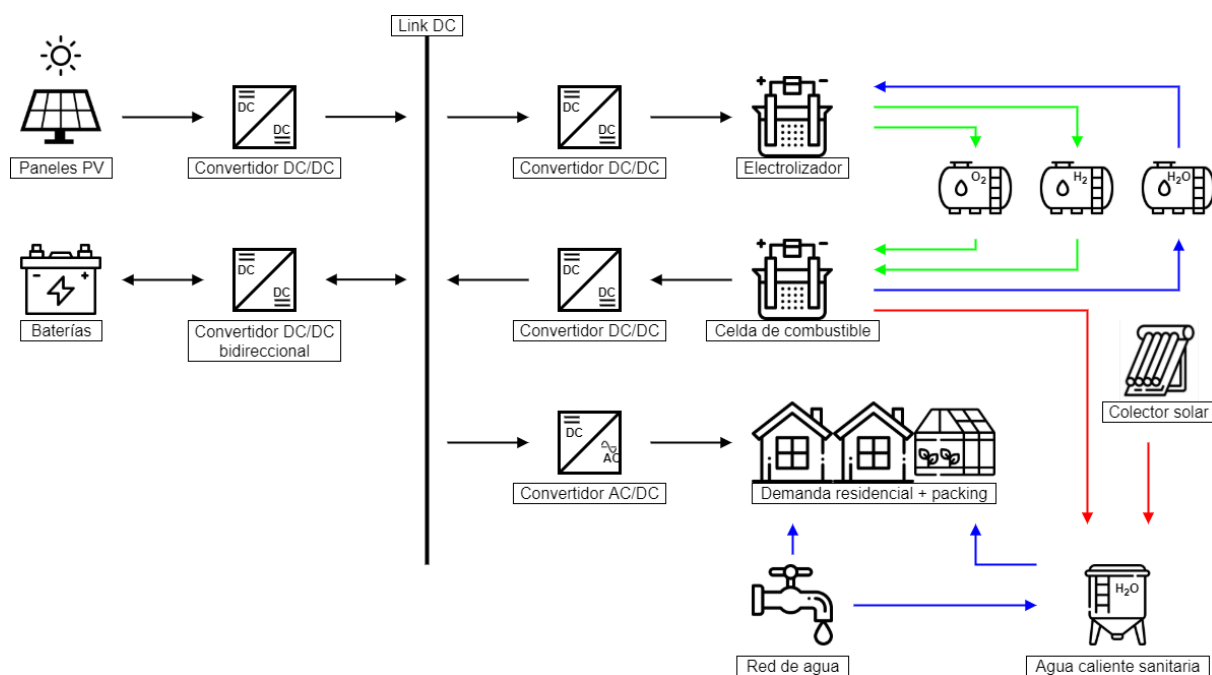 Link DC
DC
DC
DC
DC
+ -
O2
H2
H2O
Paneles PV
Convertidor DC/DC
Convertidor DC/DC
Electrolizador
- +
DC
DC
DC
DC
+ -
Baterías
Convertidor DC/DC
bidireccional
Convertidor DC/DC
Celda de combustible
Colector solar
DC
AC
Convertidor AC/DC
Demanda residencial + packing
H2O
Red de agua
Agua caliente sanitaria